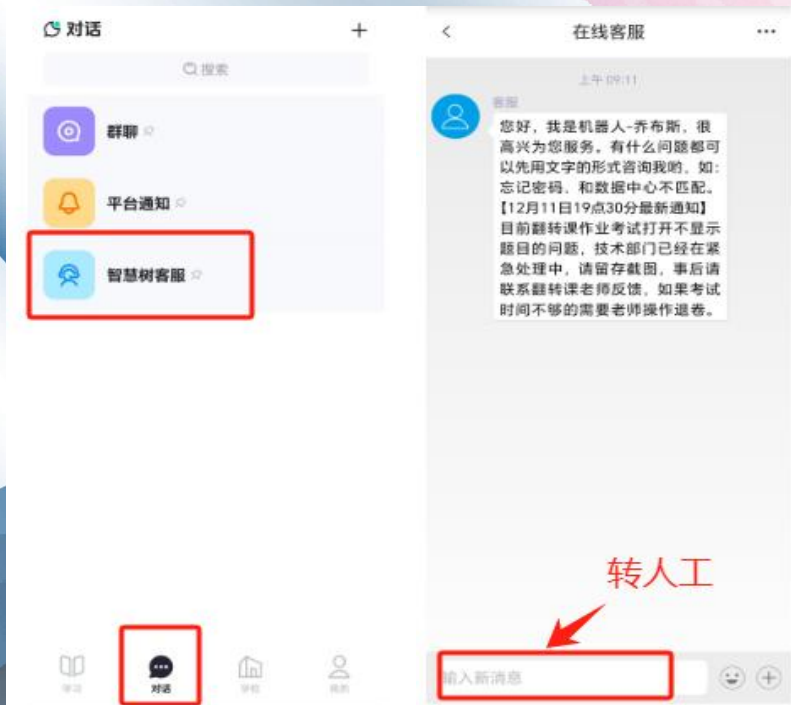 对话
搜索
群聊
平台通知
智慧树客服
学习
对话
学校
我的
在线客服
上午 09:11
客服
您好，我是机器人-乔布斯，很
高兴为您服务。有什么问题都可
以先用文字的形式咨询我哟，如：
忘记密码、和数据中心不匹配。
【12月11日19点30分最新通知】
目前翻转课作业考试打开不显示
题目的问题，技术部门已经在紧
急处理中，请留存截图，事后请
联系翻转课老师反馈，如果考试
时间不够的需要老师操作退卷。
转人工
输入新消息